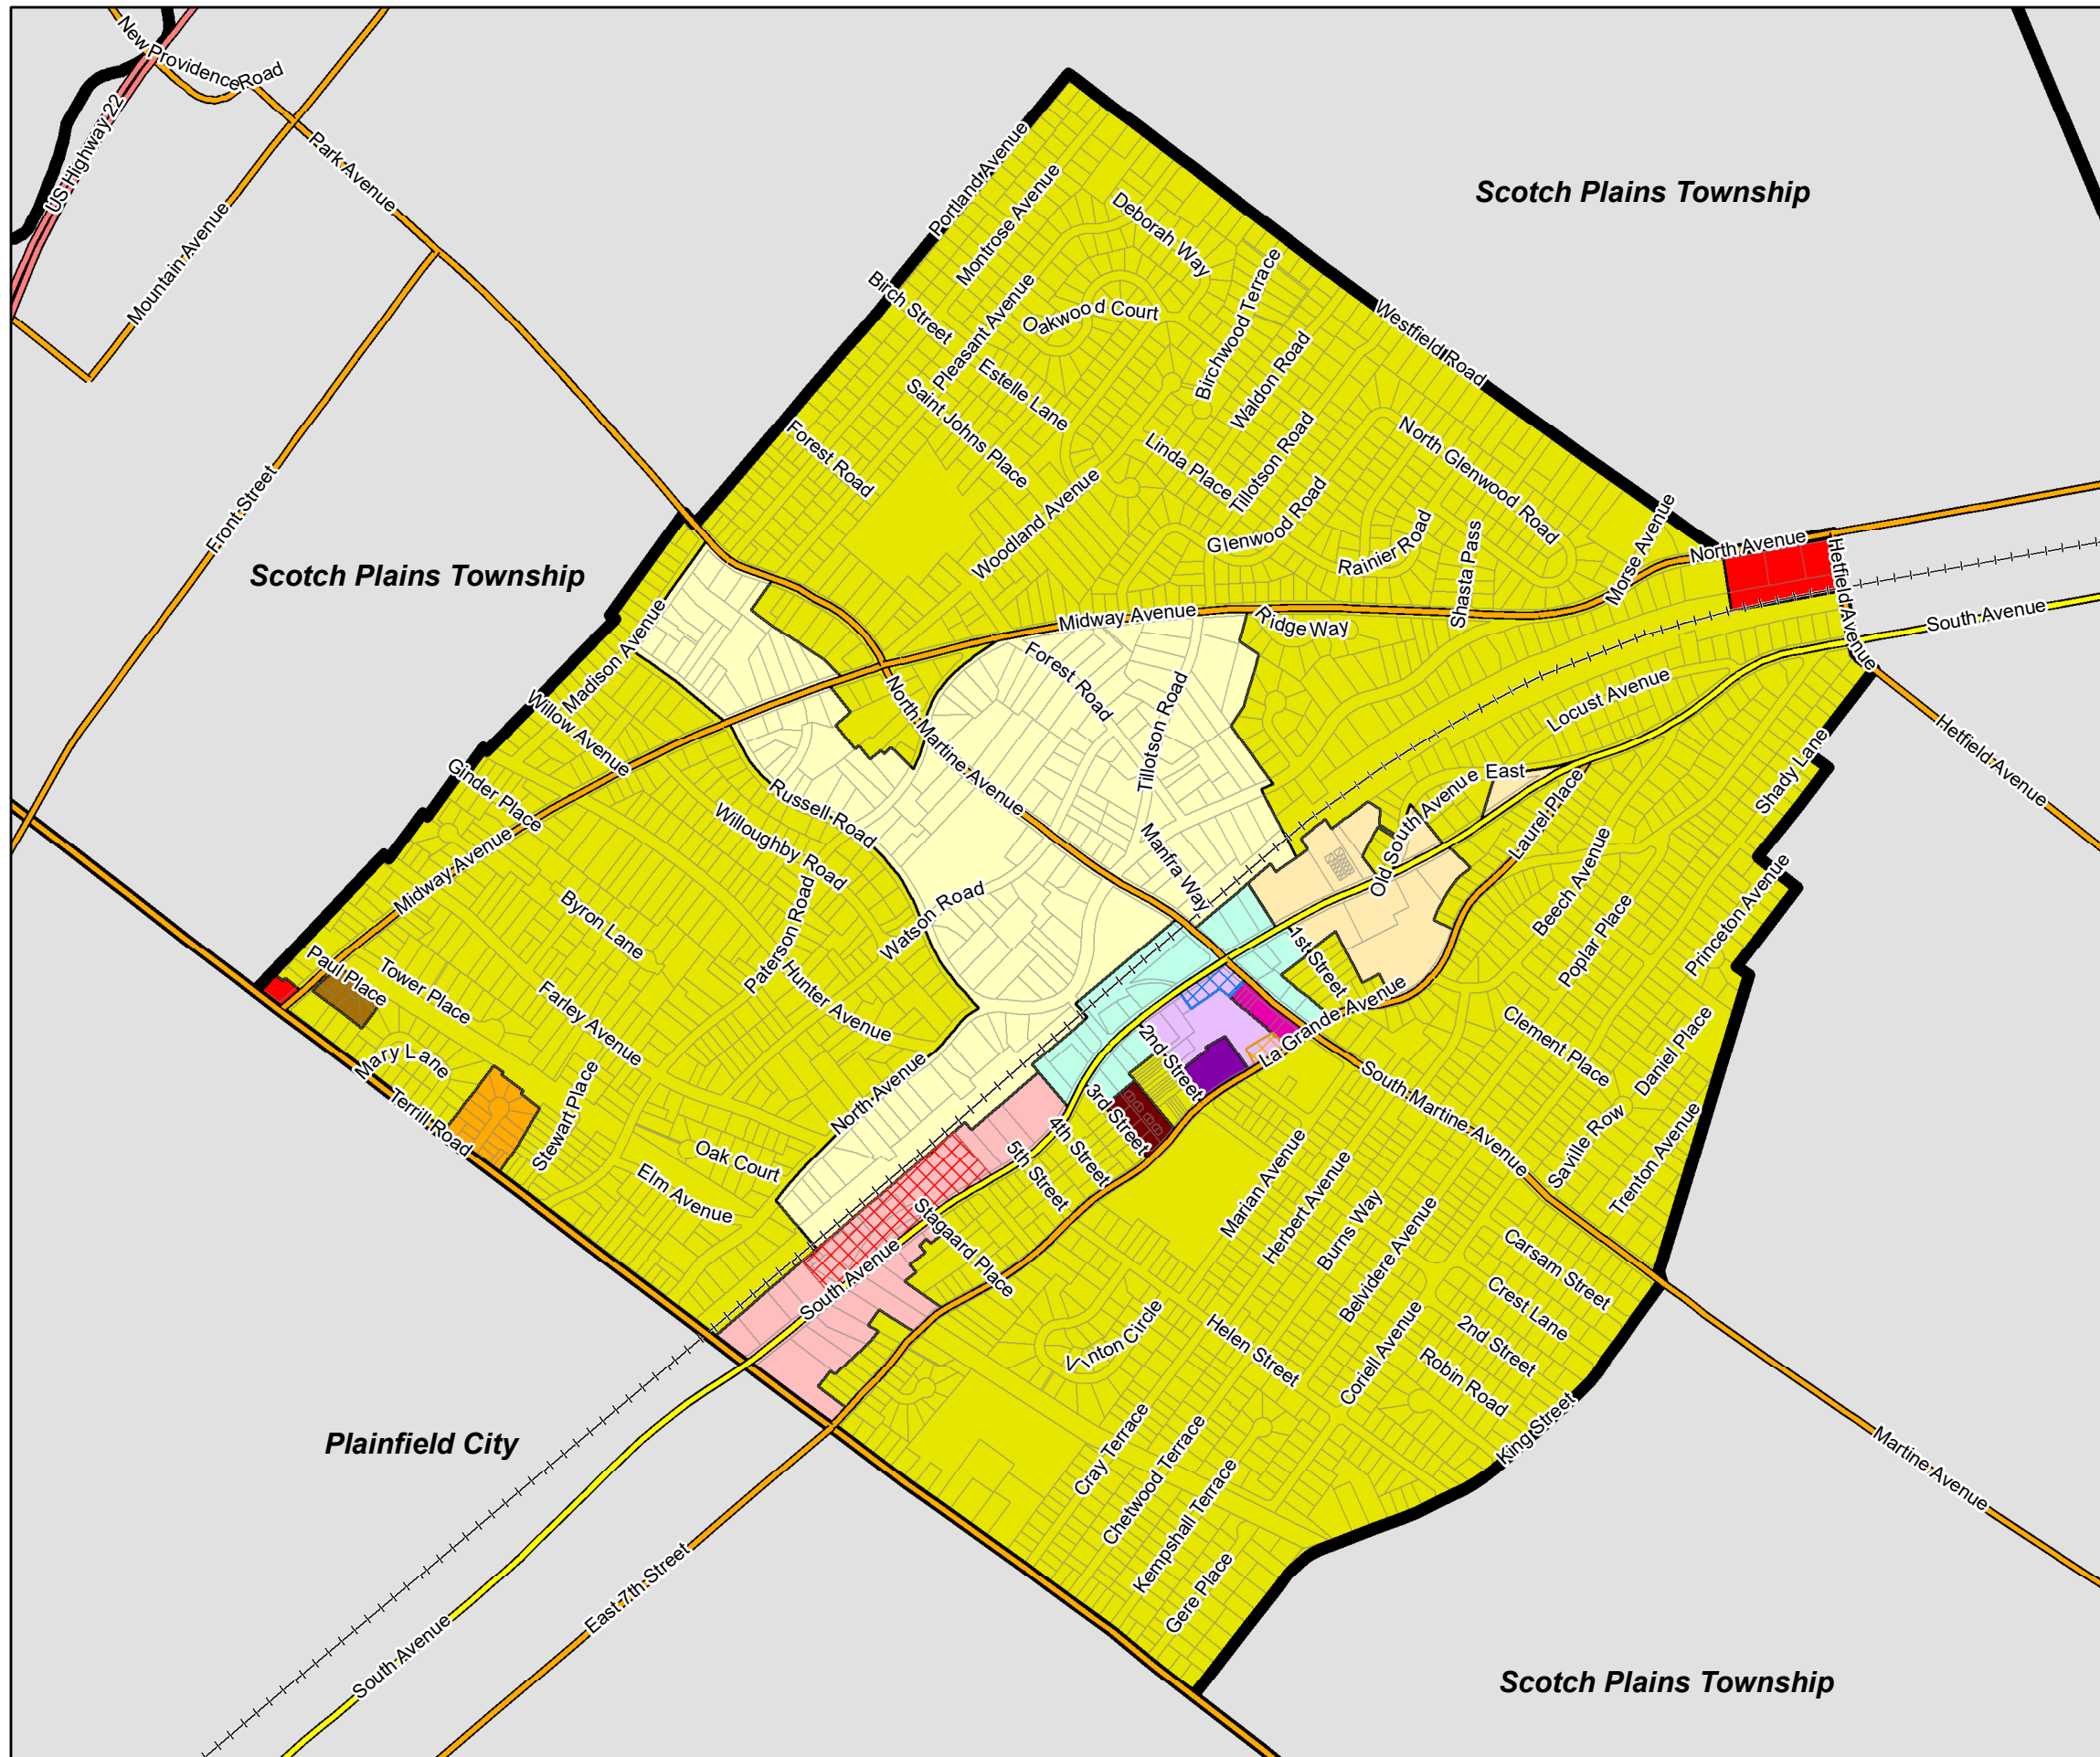 New Providence Road
US Highway 22
Park Avenue
Mountain Avenue
Scotch Plains Township
Portland Avenue
Montrose Avenue
Deborah Way
Birch Street
Pleasant Avenue
Oakwood Court
Birchwood Terrace
Westfield Road
Waldon Road
Estelle Lane
Saint Johns Place
Forest Road
Linda Place
Tillotson Road
North Glenwood Road
Front Street
Woodland Avenue
Glenwood Road
Rainier Road
Shasta Pass
Morse Avenue
North Avenue
Hetfield Avenue
Scotch Plains Township
Madison Avenue
Midway Avenue
Ridge Way
South Avenue
Willow Avenue
Forest Road
Tillotson Road
North Martine Avenue
Locust Avenue
Hetfield Avenue
Ginder Place
Russell Road
Willoughby Road
Manfra Way
Old South Avenue East
Laurel Place
Shady Lane
Midway Avenue
Byron Lane
Paterson Road
Watson Road
Beech Avenue
Poplar Place
Princeton Avenue
Paul Place
Tower Place
Farley Avenue
Hunter Avenue
1st Street
La Grande Avenue
Clement Place
Daniel Place
Mary Lane
Terrill Road
Stewart Place
North Avenue
2nd Street
3rd Street
4th Street
5th Street
South Martine Avenue
Saville Row
Trenton Avenue
Oak Court
Elm Avenue
Stagaard Place
South Avenue
Marian Avenue
Herbert Avenue
Burns Way
Belvidere Avenue
Carsam Street
Crest Lane
2nd Street
Robin Road
Vinton Circle
Helen Street
Coriell Avenue
King Street
Martine Avenue
Plainfield City
Cray Terrace
Chetwood Terrace
Kempshall Terrace
Gere Place
East 7th Street
South Avenue
Scotch Plains Township